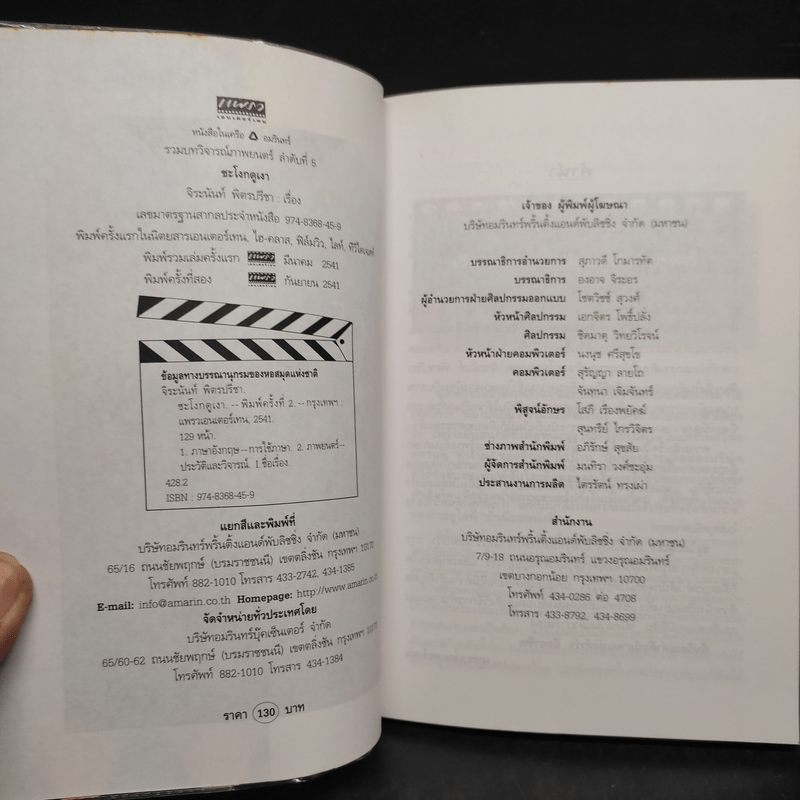 แพรว
เอนเตอร์เทน
หนังสือในเครือ อมรินทร์
รวมบทวิจารณ์ภาพยนตร์ ลำดับที่ 5
ชะโงกดูเงา
จิระนันท์ พิตรปรีชา : เรื่อง
เลขมาตรฐานสากลประจำหนังสือ 974-8368-45-9
พิมพ์ครั้งแรกในนิตยสารเอนเตอร์เทน, ไฮ-คลาส, ฟิล์มวิว, ไลท์,
พิมพ์รวมเล่มครั้งแรก แพรว มีนาคม 2541
พิมพ์ครั้งที่สอง แพรว กันยายน 2541
ข้อมูลทางบรรณานุกรมของหอสมุดแห่งชาติ
จิระนันท์ พิตรปรีชา.
ชะโงกดูเงา. -- พิมพ์ครั้งที่ 2. -- กรุงเทพฯ :
แพรวเอนเตอร์เทน, 2541.
129 หน้า.
1. ภาษาอังกฤษ--การใช้ภาษา. 2. ภาพยนตร์--
ประวัติและวิจารณ์. I.ชื่อเรื่อง.
428.2
ISBN : 974-8368-45-9
แยกสีและพิมพ์ที่
บริษัทอมรินทร์พริ้นติ้งแอนด์พับลิชชิ่ง จำกัด (มหาชน)
65/16 ถนนชัยพฤกษ์ (บรมราชชนนี) เขตตลิ่งชัน กรุงเทพฯ 10170
โทรศัพท์ 882-1010 โทรสาร 433-2742, 434-1385
E-mail: info@amarin.co.th Homepage: http://www.amarin.co.th
จัดจำหน่ายทั่วประเทศโดย
บริษัทอมรินทร์บุ๊คเซ็นเตอร์ จำกัด
65/60-62 ถนนชัยพฤกษ์ (บรมราชชนนี) เขตตลิ่งชัน กรุงเทพฯ 10170
โทรศัพท์ 882-1010 โทรสาร 434-1384
ราคา 130 บาท
เจ้าของ ผู้พิมพ์ผู้โฆษณา
บริษัทอมรินทร์พริ้นติ้งแอนด์พับลิชชิ่ง จำกัด (มหาชน)
บรรณาธิการอำนวยการ สุภาวดี โกมารทัต
บรรณาธิการ องอาจ จิระอร
ผู้อำนวยการฝ่ายศิลปกรรมออกแบบ โชตวิชช์ สุวงศ์
หัวหน้าศิลปกรรม เอกจิตร โพธิ์ปลั่ง
ศิลปกรรม ชิตมาตุ วิทยวีโรจน์
หัวหน้าฝ่ายคอมพิวเตอร์ นงนุช ศรีสุขโข
คอมพิวเตอร์ สุรัญญา ลายโถ
จันทนา เจิมจันทร์
พิสูจน์อักษร โสภี เรืองพยัคฆ์
สุนทรีย์ ไกรวิจิตร
ช่างภาพสำนักพิมพ์ อภิรักษ์ สุขสัย
ผู้จัดการสำนักพิมพ์ มนทิรา วงศ์ชะอุ่ม
ประสานงานการผลิต ไตรรัตน์ ทรงเผ่า
สำนักงาน
บริษัทอมรินทร์พริ้นติ้งแอนด์พับลิชชิ่ง จำกัด (มหาชน)
7/9-18 ถนนอรุณอมรินทร์ แขวงอรุณอมรินทร์
เขตบางกอกน้อย กรุงเทพฯ 10700
โทรศัพท์ 434-0286 ต่อ 4708
โทรสาร 433-8792, 434-8699